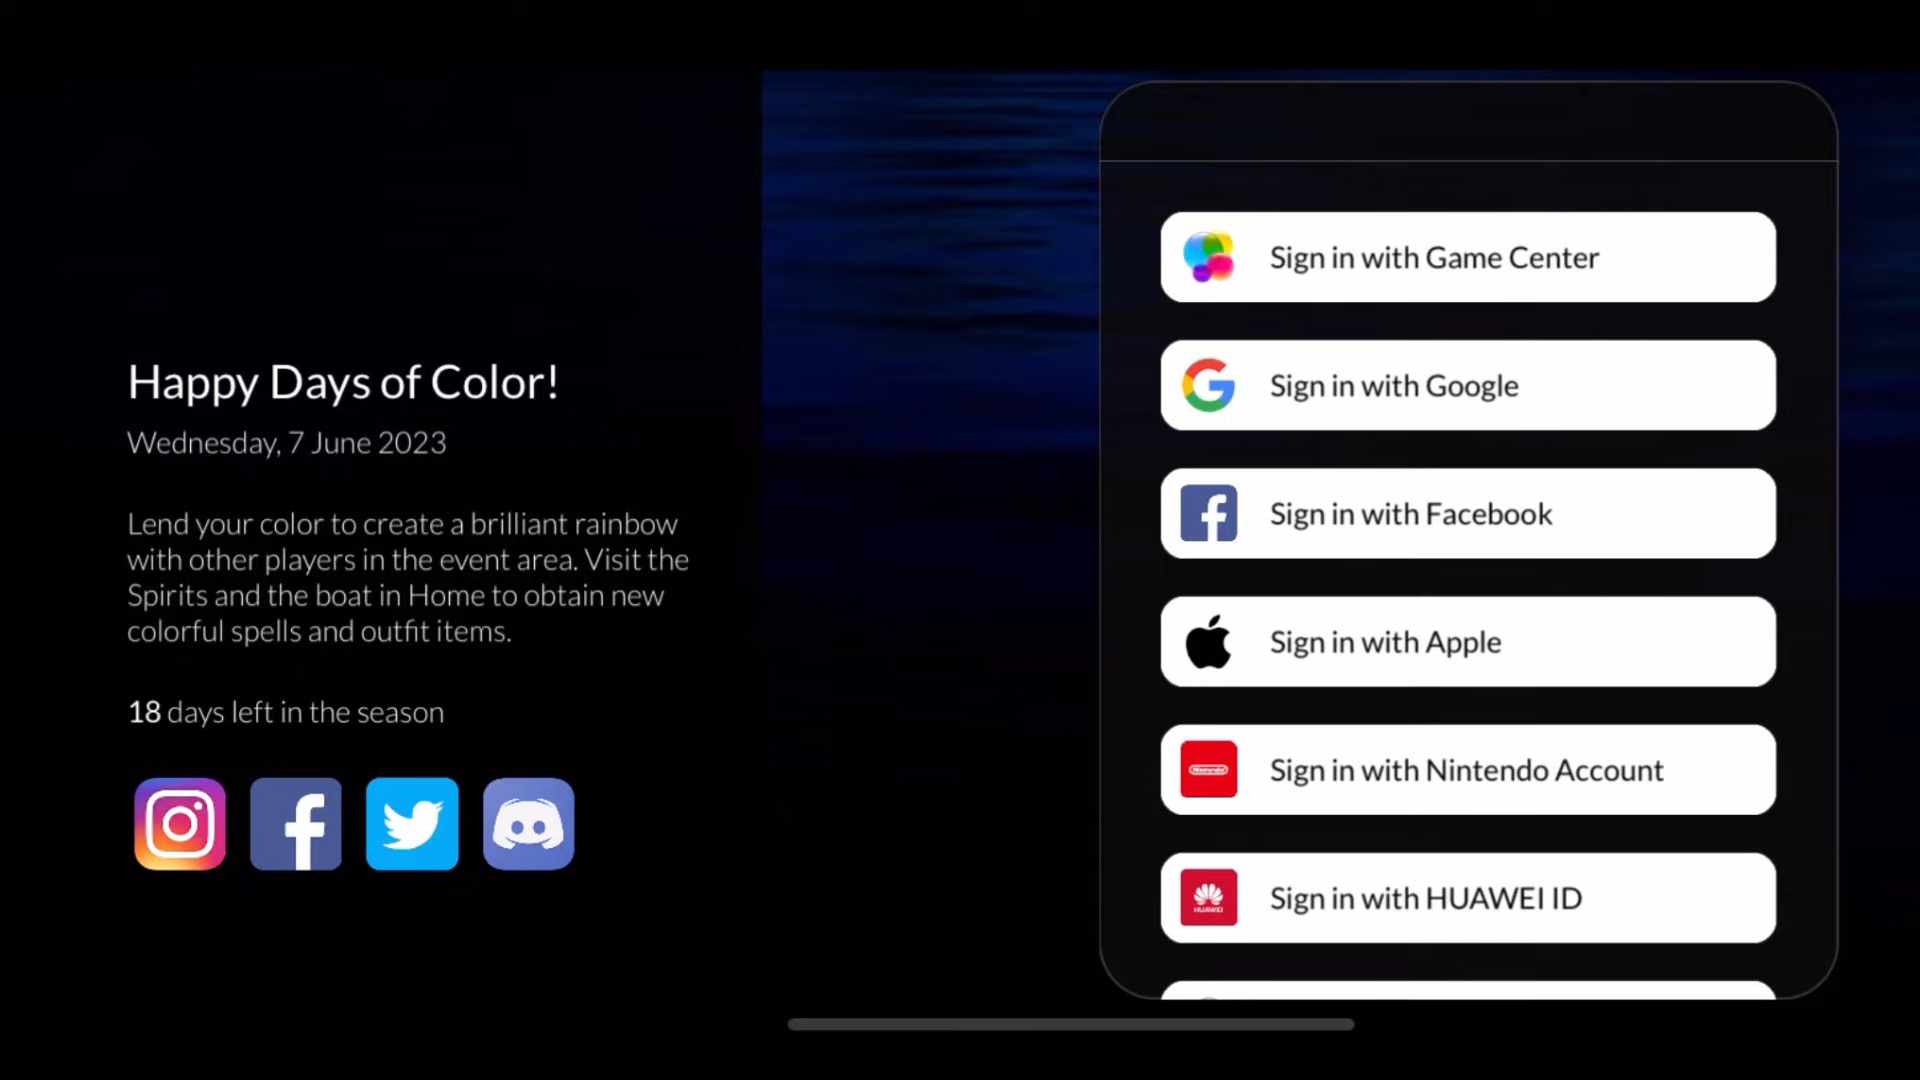 Happy Days of Color!
Wednesday, 7 June 2023
Lend your color to create a brilliant rainbow
with other players in the event area. Visit the
Spirits and the boat in Home to obtain new
colorful spells and outfit items.
18 days left in the season
Sign in with Game Center
Sign in with Google
Sign in with Facebook
Sign in with Apple
Nintendo
Sign in with Nintendo Account
HUAWEI
Sign in with HUAWEI ID